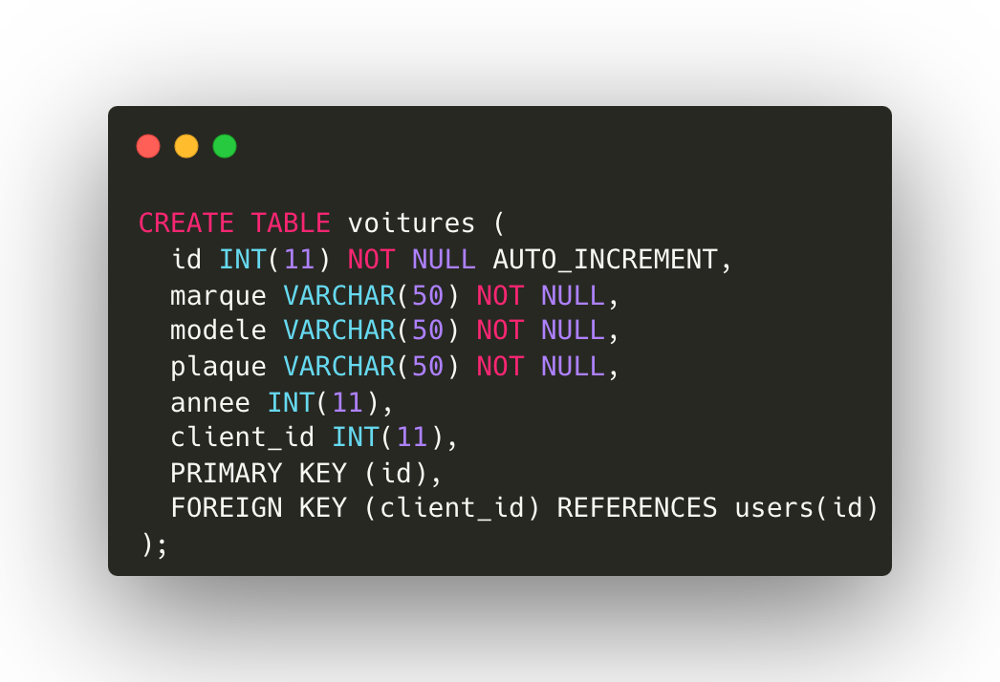 CREATE TABLE voitures (
  id INT(11) NOT NULL AUTO_INCREMENT,
  marque VARCHAR(50) NOT NULL,
  modele VARCHAR(50) NOT NULL,
  plaque VARCHAR(50) NOT NULL,
  annee INT(11),
  client_id INT(11),
  PRIMARY KEY (id),
  FOREIGN KEY (client_id) REFERENCES users(id)
);